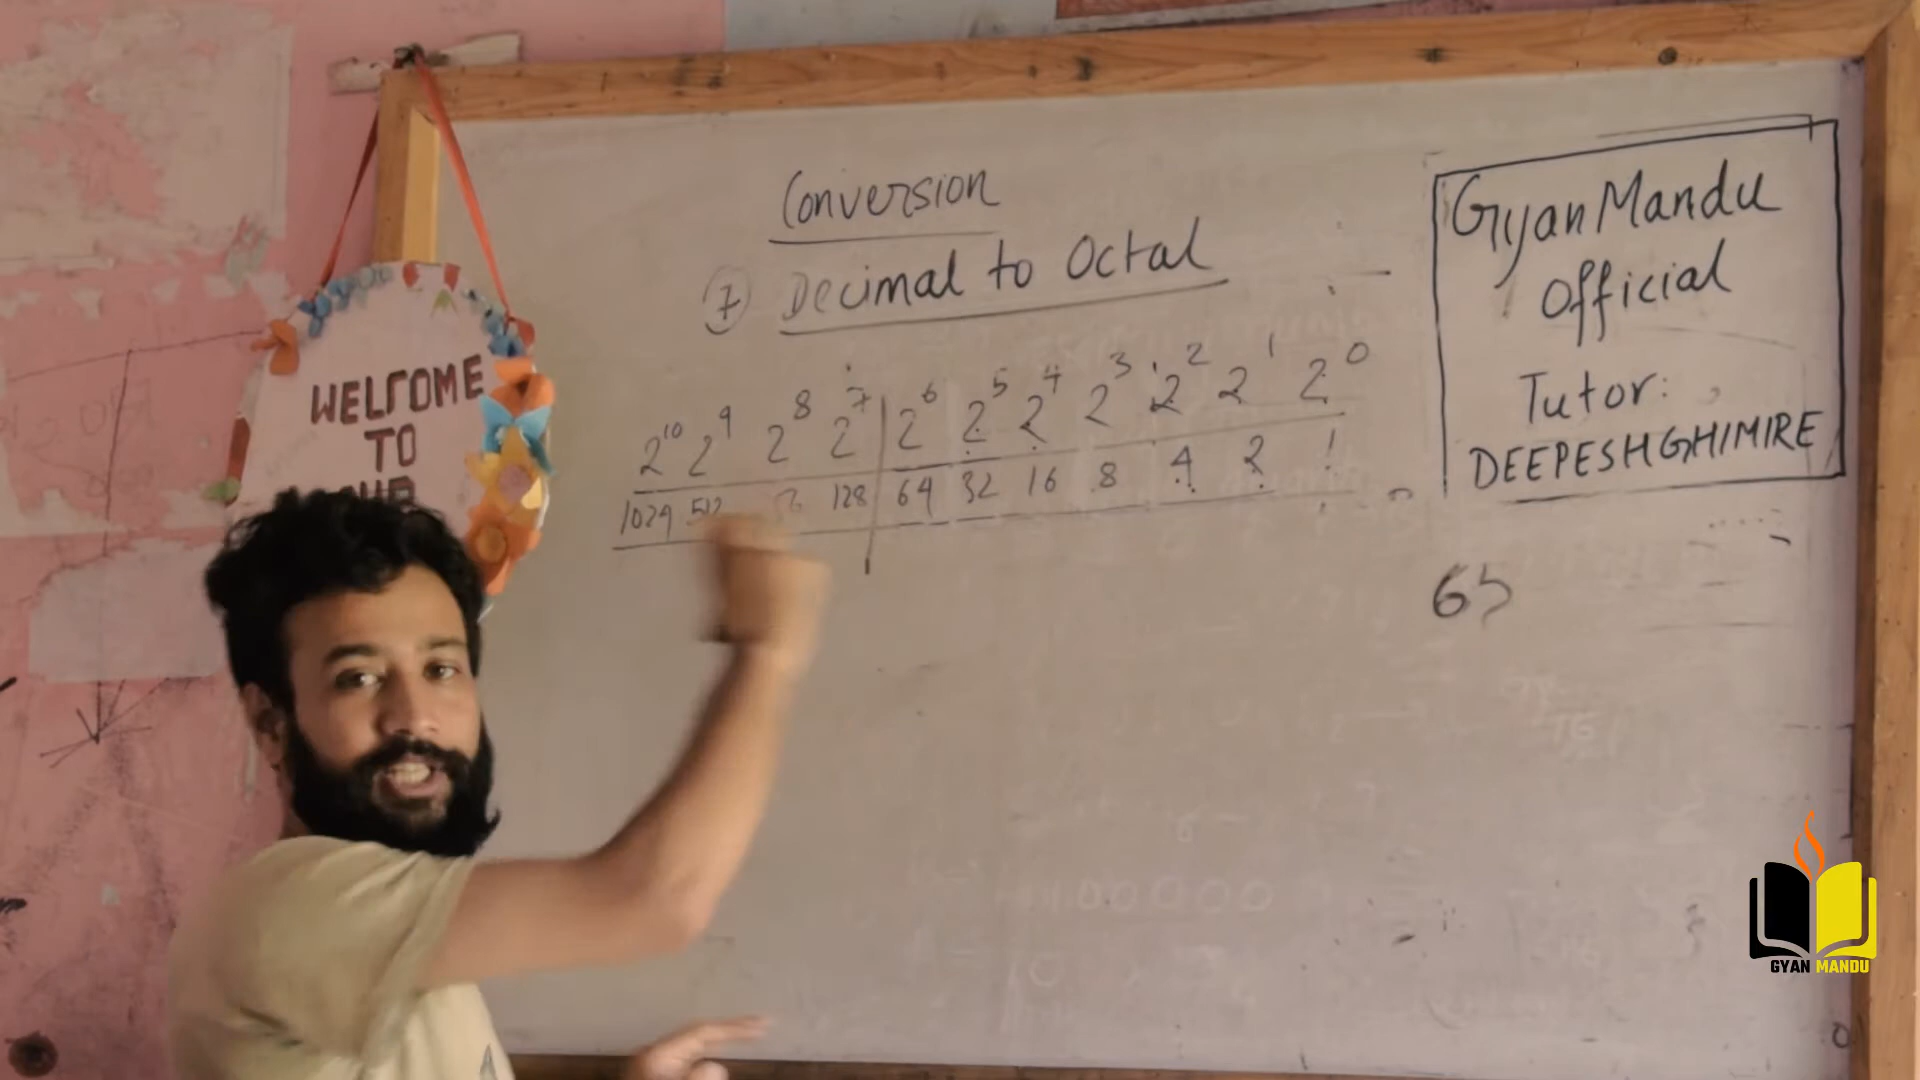 Conversion
7 Decimal to Octal
2^10 2^9 2^8 2^7 2^6 2^5 2^4 2^3 2^2 2^1 2^0
1024 512 128 64 32 16 8 4 2 1
GyanMandu
Official
Tutor:
DEEPESH GHIMIRE
65
WELCOME
TO
GYAN MANDU